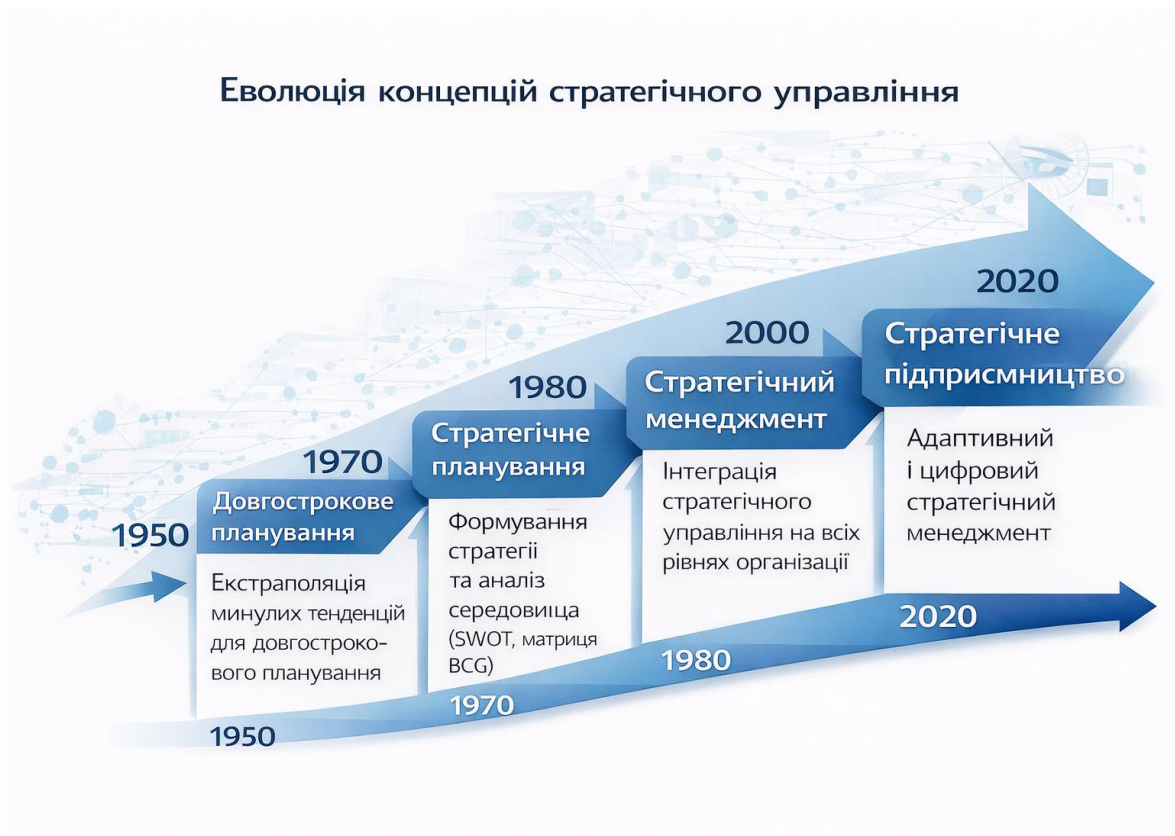 Еволюція концепцій стратегічного управління
1950
1970
Довгострокове
планування
Екстраполяція
минулих тенденцій
для довгостроко-
вого планування
1980
Стратегічне
планування
Формування
стратегії
та аналіз
середовища
(SWOT, матриця
BCG)
2000
Стратегічний
менеджмент
Інтеграція
стратегічного
управління на всіх
рівнях організації
2020
Стратегічне
підприємництво
Адаптивний
і цифровий
стратегічний
менеджмент
1950
1970
1980
2020